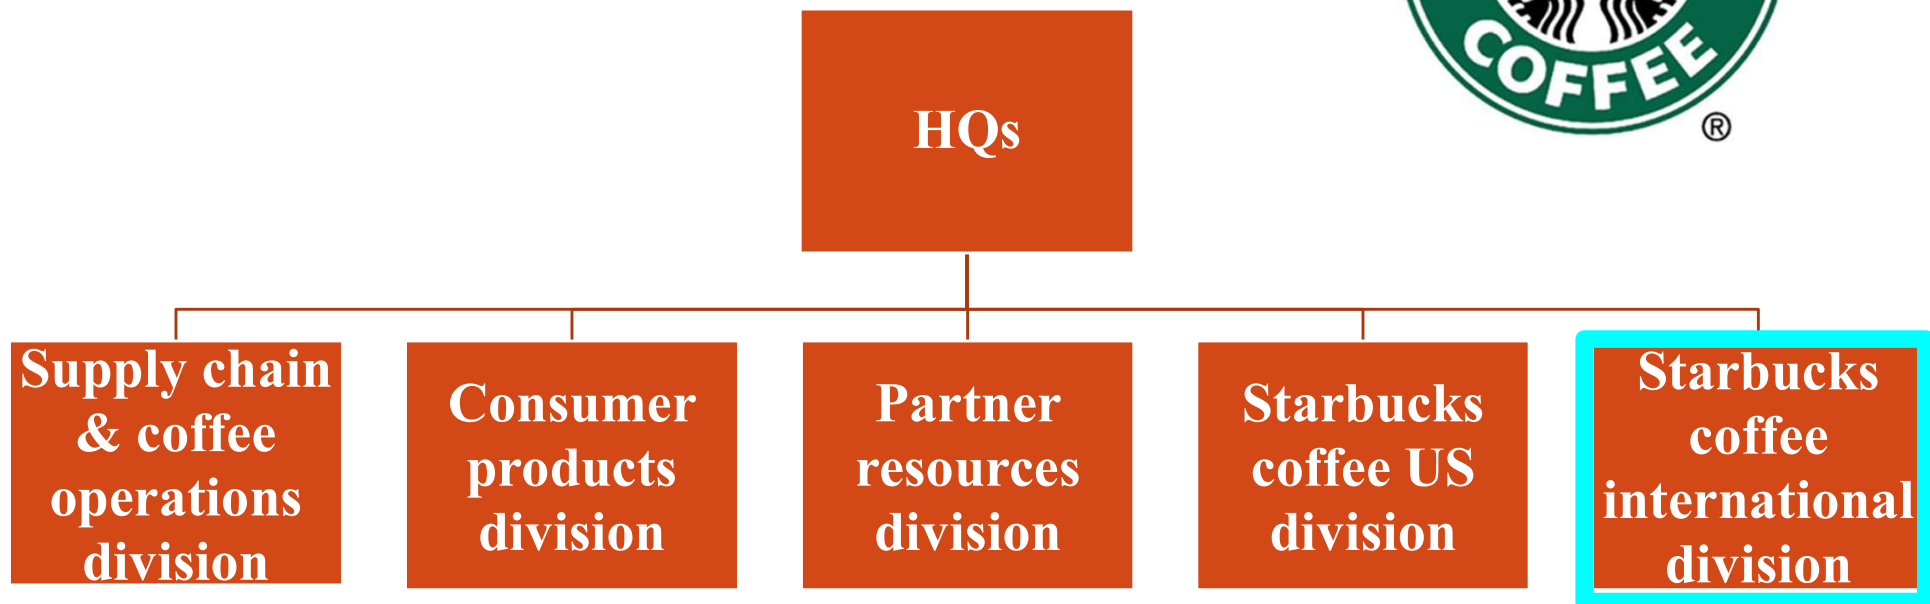 COFFEE
®
HQs
Supply chain
& coffee
operations
division
Consumer
products
division
Partner
resources
division
Starbucks
coffee US
division
Starbucks
coffee
international
division